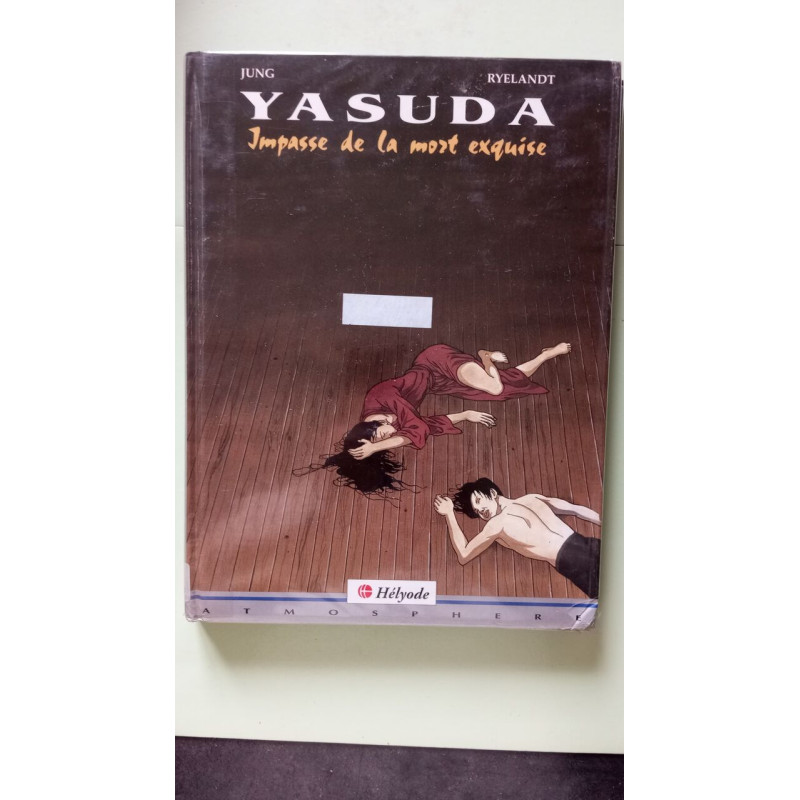 JUNG RYELANDT
YASUDA
Impasse de la mort exquise
Hélyode
ATMOSPHERE